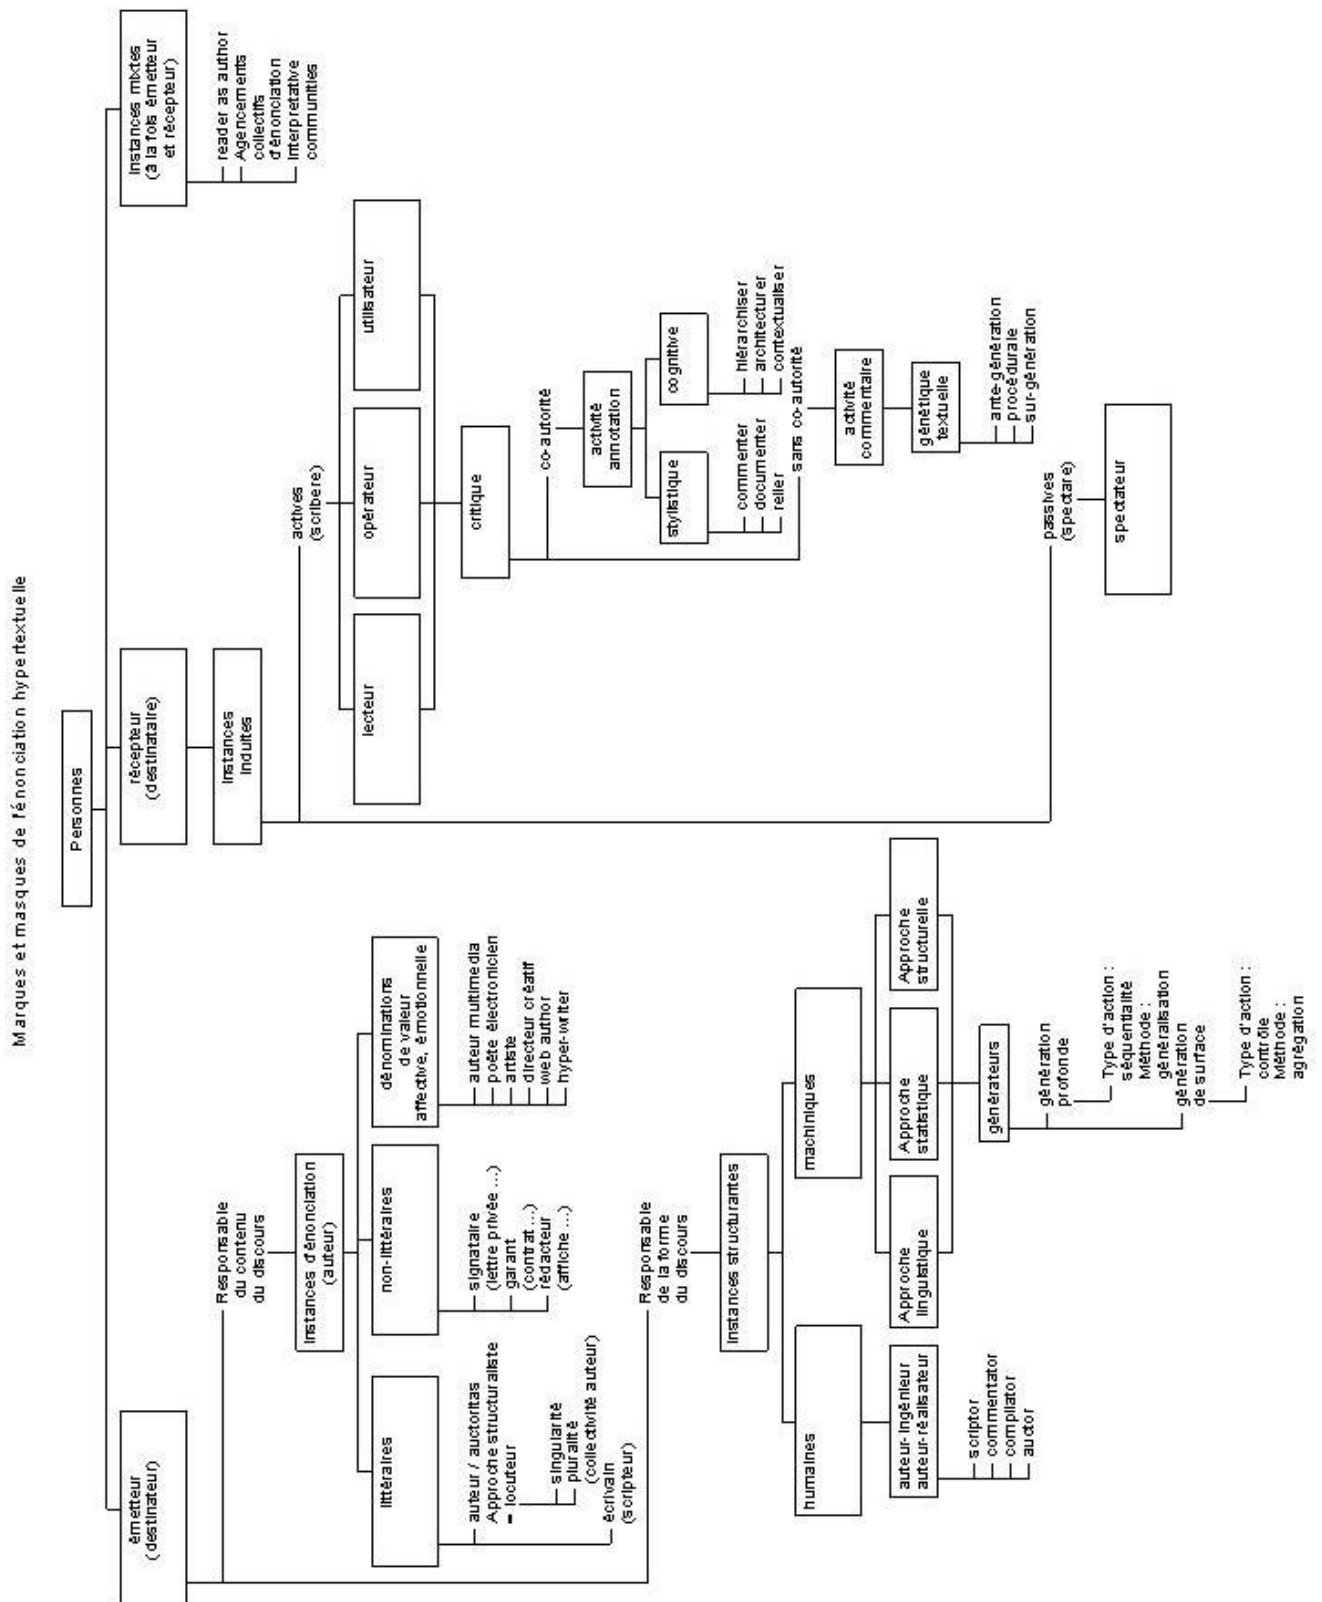 Marques et masques de l'énonciation hypertextuelle
Personnes
émetteur
(destinateur)
Responsable
du contenu
du discours
Instances d'énonciation
(auteur)
littéraires
auteur / auctoritas
Approche structuraliste
= locuteur
singularité
pluralité
(collectivité auteur)
écrivain
(scripteur)
non-littéraires
signataire
(lettre privée ...)
garant
(contrat ...)
rédacteur
(affiche ...)
dénominations
de valeur
affective, émotionnelle
auteur multimedia
poète électronicien
artiste
directeur créatif
web author
hyper-writer
Responsable
de la forme
du discours
Instances structurantes
humaines
auteur-ingénieur
auteur-réalisateur
scriptor
commentator
compilator
auctor
machiniques
Approche
linguistique
Approche
statistique
Approche
structurelle
générateurs
génération
profonde
Type d'action :
séquentialité
Méthode :
généralisation
génération
de surface
Type d'action :
contrôle
Méthode :
agrégation
récepteur
(destinataire)
Instances
Induites
actives
(scribere)
lecteur
opérateur
utilisateur
critique
co-autorité
activité
annotation
stylistique
commenter
documenter
relier
cognitive
hiérarchiser
architecturer
contextualiser
sans co-autorité
activité
commentaire
génétique
textuelle
ante-génération
procédurale
sur-génération
passives
(spectare)
spectateur
Instances mixtes
(à la fois émetteur
et récepteur)
reader as author
Agencements
collectifs
d'énonciation
Interpretative
communities